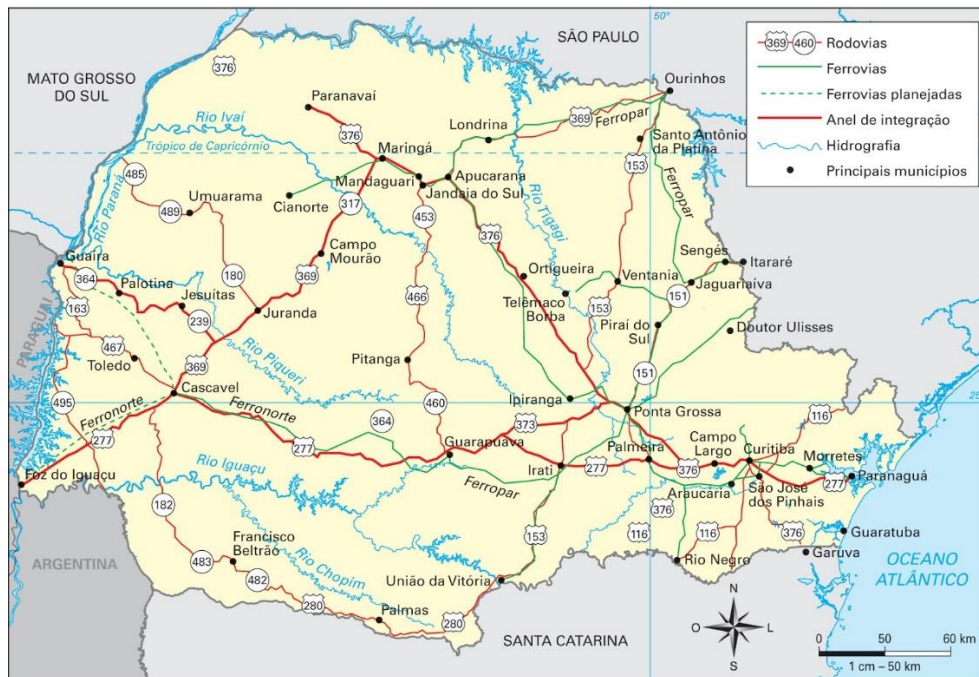 50°
SÃO PAULO
MATO GROSSO
DO SUL
376
Ourinhos
Paranavaí
Rio Ivaí
Londrina
369
Ferropar
376
Santo Antônio
da Platina
Trópico de Capricórnio
Maringá
153
485
Mandaguari
Apucarana
Jandaia do Sul
Umuarama
Cianorte
489
317
453
Rio Tigagi
Ferropar
Rio Paraná
376
Campo
Mourão
Guaíra
180
369
Sengés
Itararé
364
Palotina
Ortigueira
Ventania
Jaguariaíva
Jesuítas
466
Telêmaco
Borba
153
151
163
239
Juranda
Piraí do
Sul
Doutor Ulisses
PARAGUAI
467
Toledo
369
Rio Piqueri
Pitanga
Cascavel
151
Ipiranga
25
495
Ferronorte
Ferronorte
364
460
373
Ponta Grossa
116
277
277
Guarapuava
Palmeira
Campo
Largo
Curitiba
Foz do Iguaçu
Irati
277
376
Morretes
Paranaguá
277
Rio Iguaçu
Ferropar
Araucária
São José
dos Pinhais
182
376
153
116
116
376
Guaratuba
Francisco
Beltrão
Rio Negro
Garuva
ARGENTINA
483
OCEANO
ATLÂNTICO
482
Rio Chopim
União da Vitória
280
Palmas
280
SANTA CATARINA
369 460 Rodovias
Ferrovias
Ferrovias planejadas
Anel de integração
Hidrografia
Principais municípios
N
O L
S
0 50 60 km
1 cm – 50 km